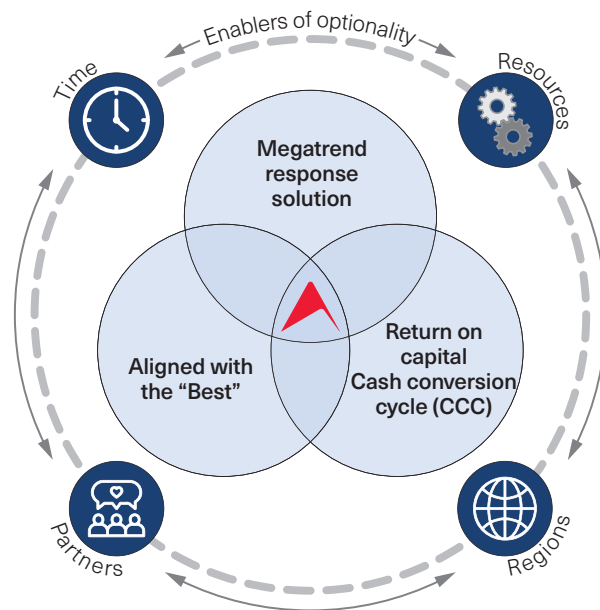 Enablers of optionality
Time
Resources
Megatrend
response
solution
Aligned with
the “Best”
Return on
capital
Cash conversion
cycle (CCC)
Partners
Regions